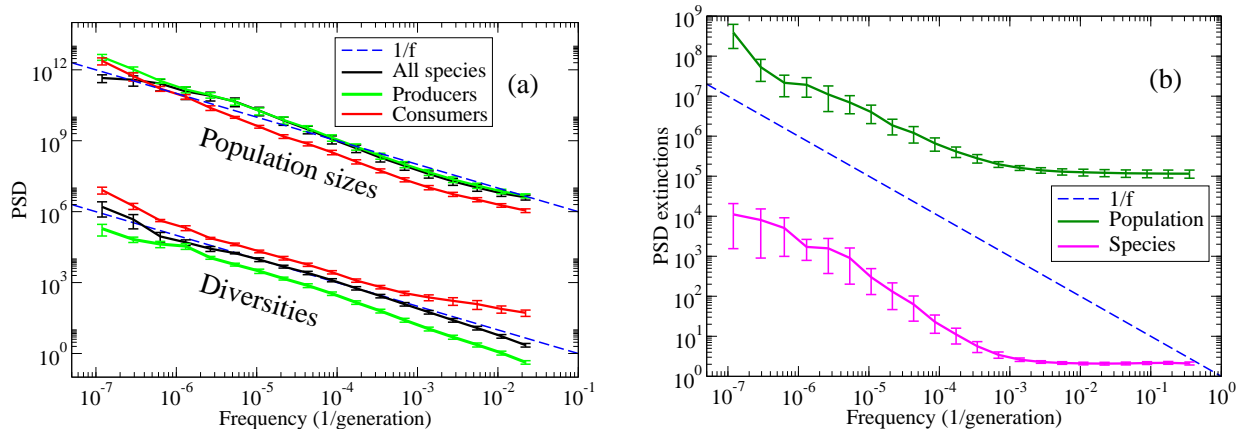 (a)
1/f
All species
Producers
Consumers
Population sizes
Diversities
PSD
10^12
10^9
10^6
10^3
10^0
10^-7
10^-6
10^-5
10^-4
10^-3
10^-2
10^-1
Frequency (1/generation)
(b)
1/f
Population
Species
PSD extinctions
10^9
10^8
10^7
10^6
10^5
10^4
10^3
10^2
10^1
10^0
10^-7
10^-6
10^-5
10^-4
10^-3
10^-2
10^-1
10^0
Frequency (1/generation)